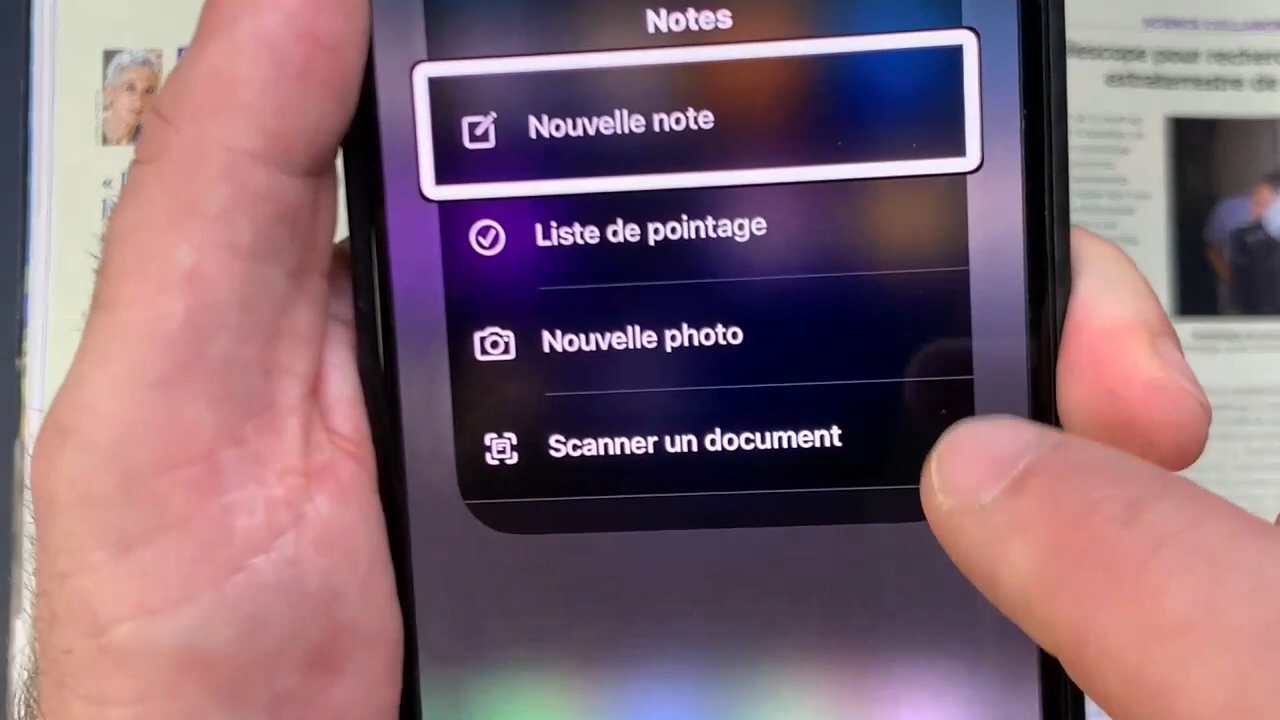 Notes
Nouvelle note
Liste de pointage
Nouvelle photo
Scanner un document